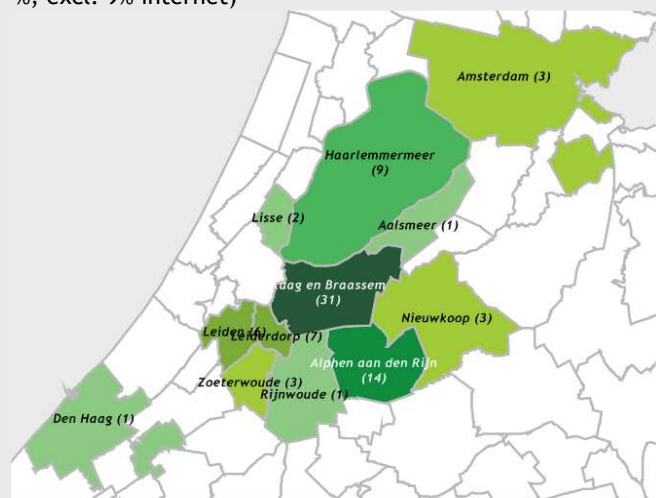 %, excl. 9% internet)
Amsterdam (3)
Haarlemmermeer
(9)
Lisse (2)
Aalsmeer (1)
aag en Braassem
(31)
Nieuwkoop (3)
Leiden (6)
Leiderdorp (7)
Alphen aan den Rijn
(14)
Zoeterwoude (3)
Rijnwoude (1)
Den Haag (1)